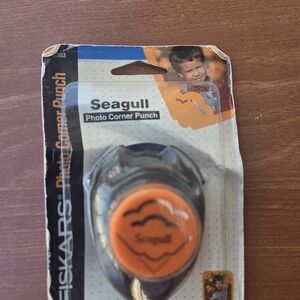 Seagull
Photo Corner Punch
FISKARS
Photo Corner Punch
Seagull